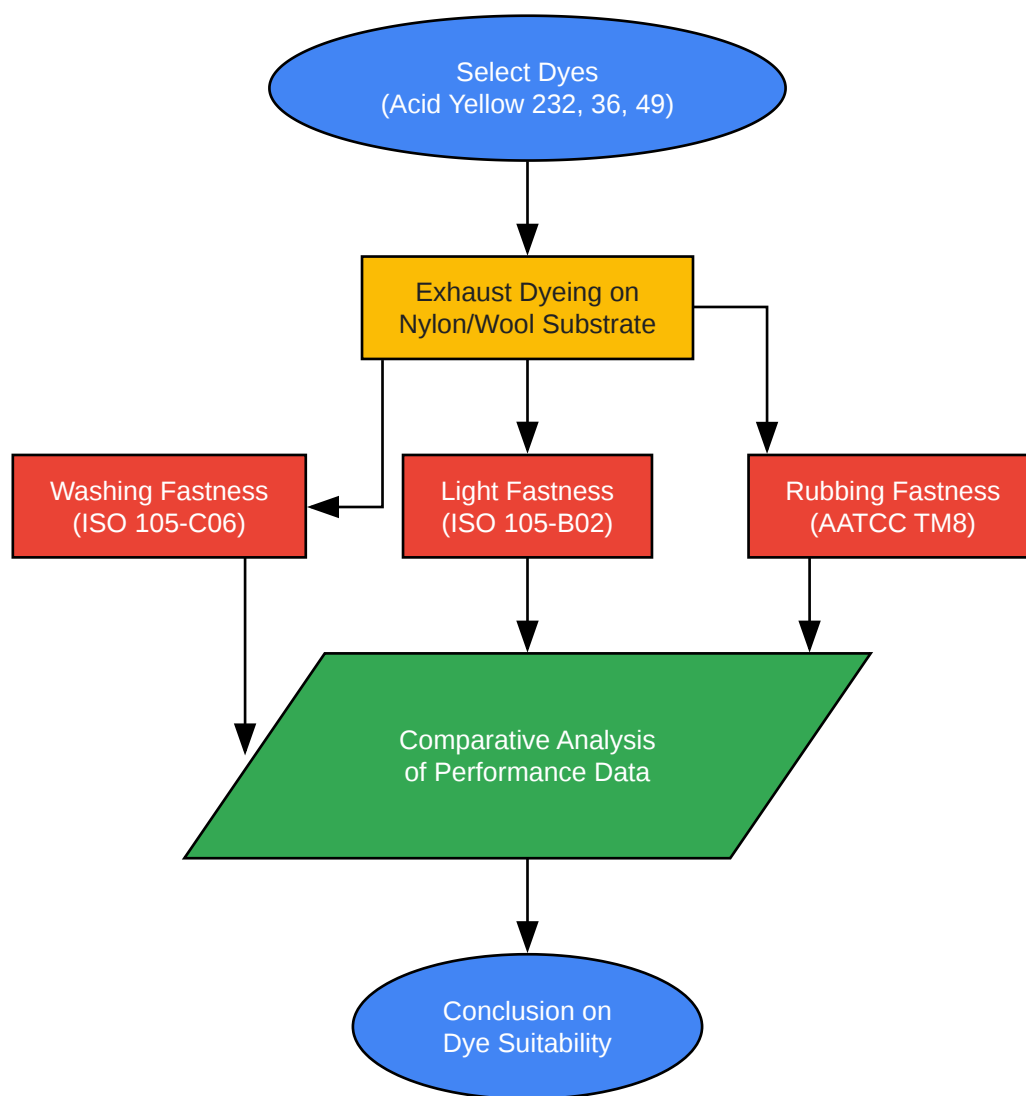 Select Dyes
(Acid Yellow 232, 36, 49)
Exhaust Dyeing on
Nylon/Wool Substrate
Washing Fastness
(ISO 105-C06)
Light Fastness
(ISO 105-B02)
Rubbing Fastness
(AATCC TM8)
Comparative Analysis
of Performance Data
Conclusion on
Dye Suitability